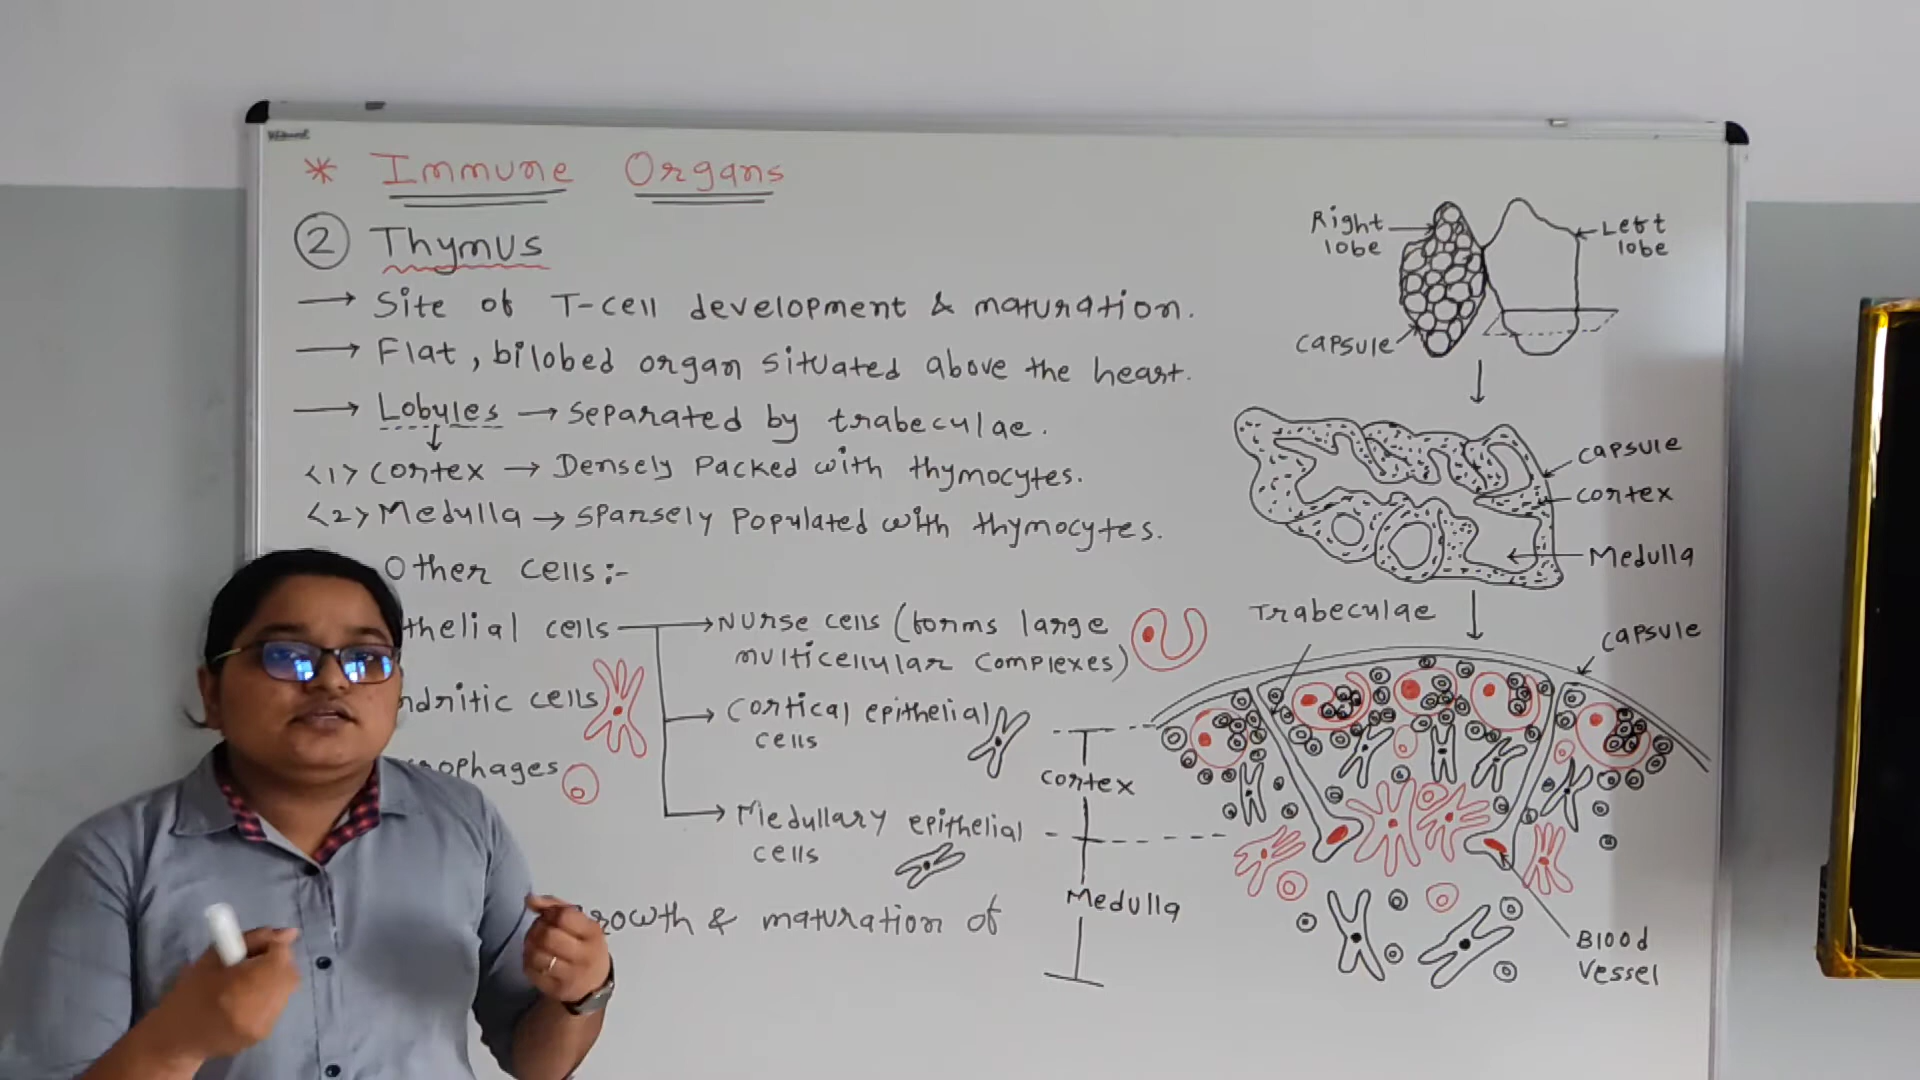 * Immune Organs
② Thymus
→ Site of T-cell development & maturation.
→ Flat, bilobed organ situated above the heart.
→ Lobules → separated by trabeculae.
<1> Cortex → Densely Packed with thymocytes.
<2> Medulla → sparsely populated with thymocytes.
Other cells:-
thelial cells
Nurse cells (forms large
multicellular complexes)
ndritic cells
Cortical epithelial
cells
rophages
Medullary epithelial
cells
Growth & maturation of
Right
lobe
Left
lobe
capsule
capsule
cortex
Medulla
Trabeculae
capsule
Cortex
Medulla
Blood
vessel